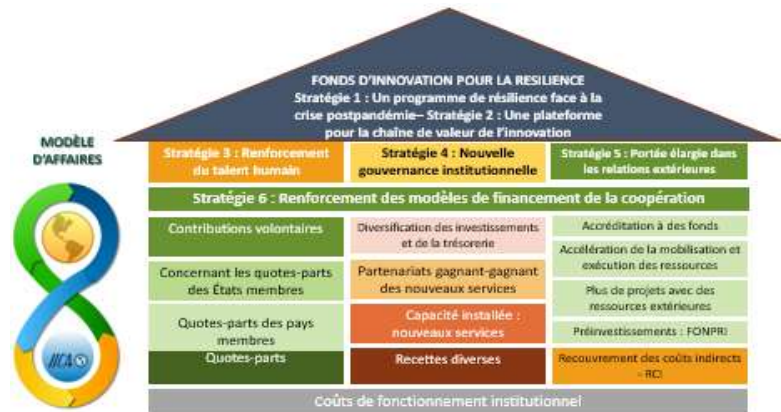 FONDS D'INNOVATION POUR LA RESILIENCE
Stratégie 1 : Un programme de résilience face à la
crise postpandémie– Stratégie 2 : Une plateforme
pour la chaîne de valeur de l'innovation
MODÈLE
D'AFFAIRES
Stratégie 3 : Renforcement
du talent humain
Stratégie 4 : Nouvelle
gouvernance institutionnelle
Stratégie 5 : Portée élargie dans
les relations extérieures
Stratégie 6 : Renforcement des modèles de financement de la coopération
Contributions volontaires
Concernant les quotes-parts
des États membres
Quotes-parts des pays
membres
Quotes-parts
Diversification des investissements
et de la trésorerie
Partenariats gagnant-gagnant
des nouveaux services
Capacité installée :
nouveaux services
Recettes diverses
Accréditation à des fonds
Accélération de la mobilisation et
exécution des ressources
Plus de projets avec des
ressources extérieures
Préinvestissements : FONPRI
Recouvrement des coûts indirects
- RCI
IICA
Coûts de fonctionnement institutionnel